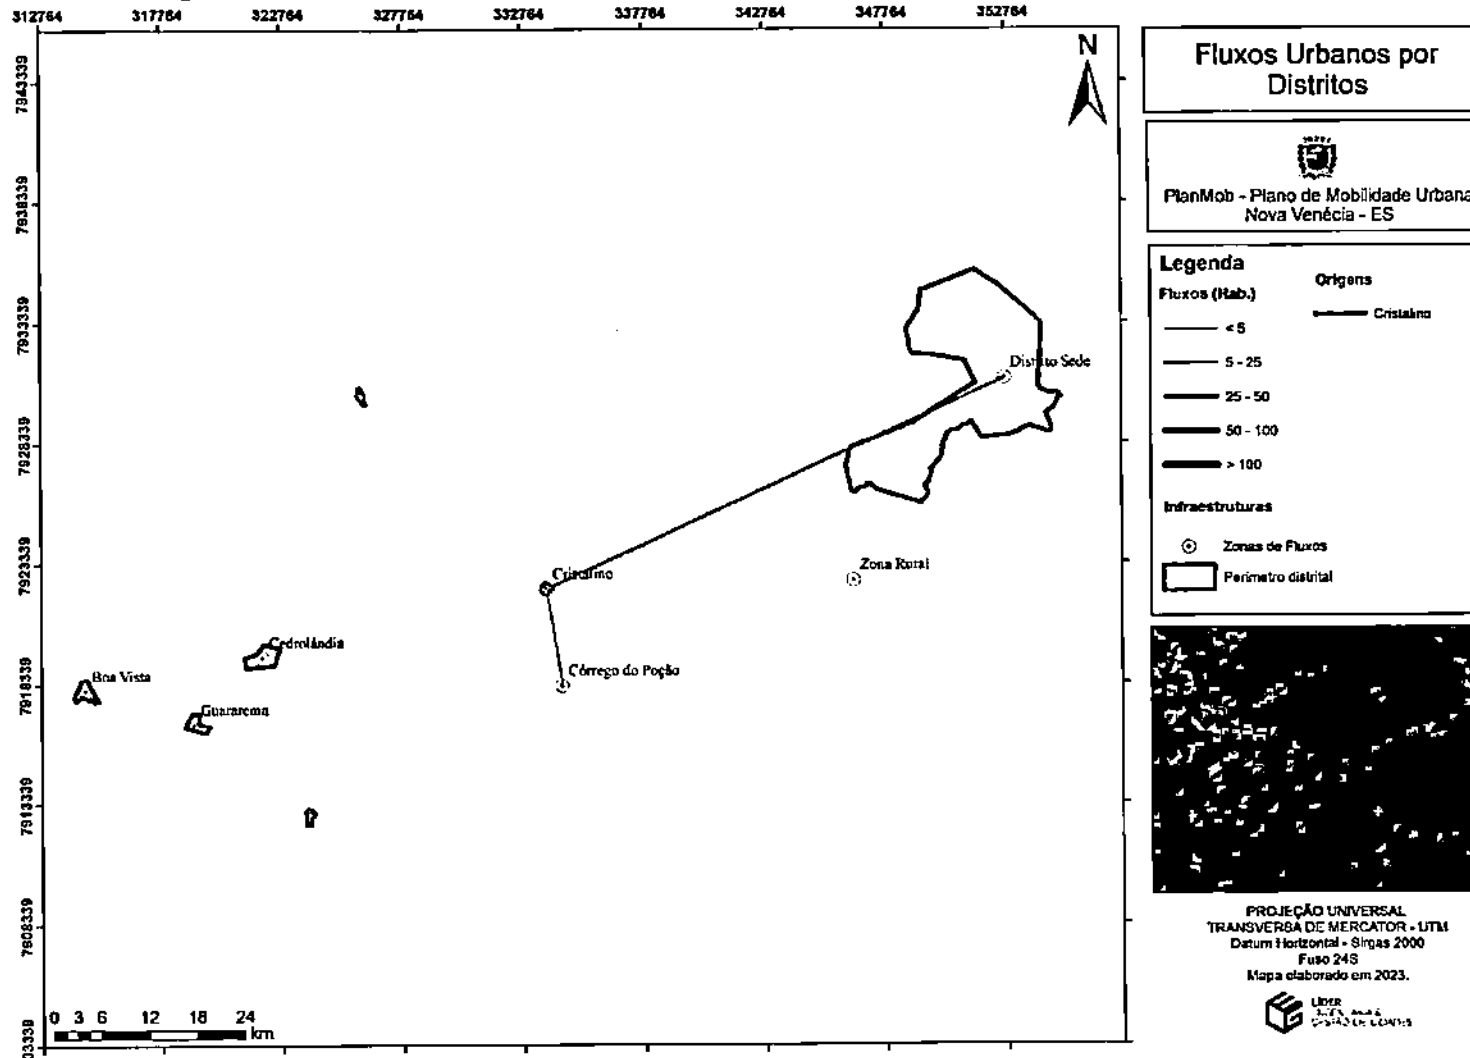 312764 317764 322764 327764 332764 337764 342764 347764 352764
7943339
7938339
7933339
7928339
7923339
7918339
7913339
7908339
03339
N
Distrito Sede
Cristalino
Zona Rural
Cedrolândia
Boa Vista
Guararema
Córrego do Poção
0 3 6 12 18 24
km
Fluxos Urbanos por
Distritos
PlanMob - Plano de Mobilidade Urbana
Nova Venécia - ES
Legenda
Fluxos (Hab.)
< 5
5 - 25
25 - 50
50 - 100
> 100
Origens
Cristalino
Infraestruturas
Zonas de Fluxos
Perímetro distrital
PROJEÇÃO UNIVERSAL
TRANSVERSA DE MERCATOR - UTM
Datum Horizontal - Sirgas 2000
Fuso 24S
Mapa elaborado em 2023.
LÍDER